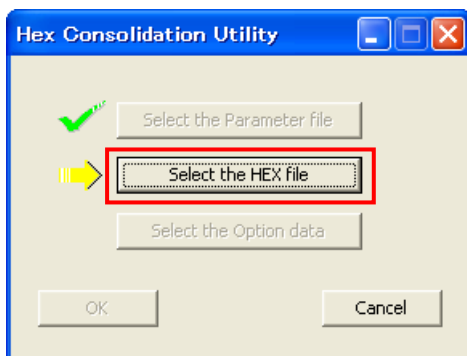 Hex Consolidation Utility
Select the Parameter file
Select the HEX file
Select the Option data
OK
Cancel